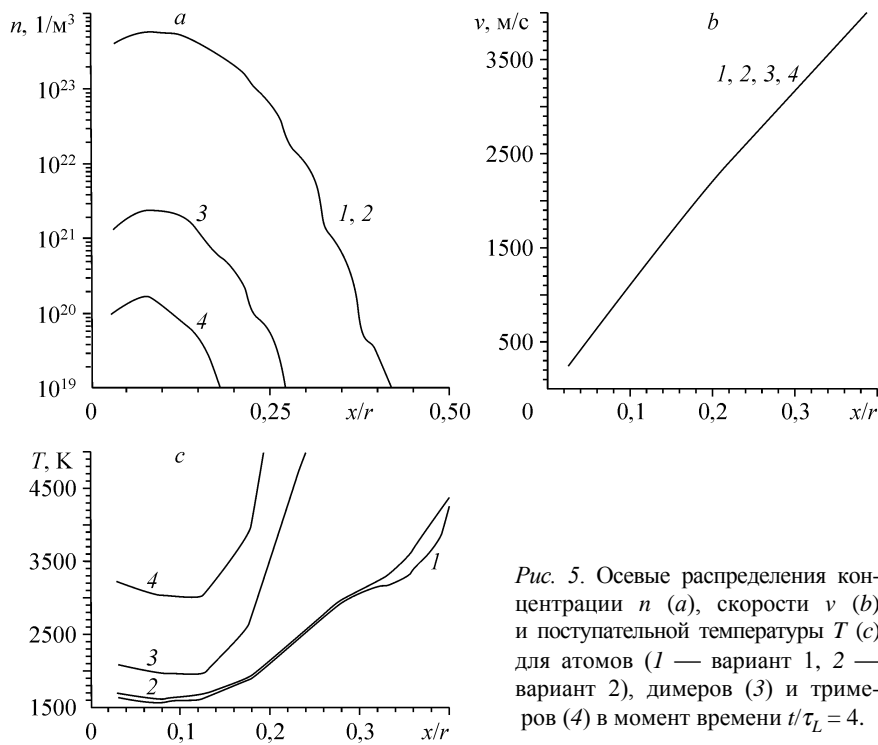 n, 1/м³
a
10²³
10²²
10²¹
10²⁰
10¹⁹
3
4
1, 2
0
0,25
x/r
0,50
v, м/с
b
3500
2500
1500
500
1, 2, 3, 4
0
0,1
0,2
0,3
x/r
T, K
c
4500
3500
2500
1500
4
3
2
1
0
0,1
0,2
0,3
x/r
Рис. 5. Осевые распределения кон-
центрации n (a), скорости v (b)
и поступательной температуры T (c)
для атомов (1 — вариант 1, 2 —
вариант 2), димеров (3) и триме-
ров (4) в момент времени t/τL = 4.